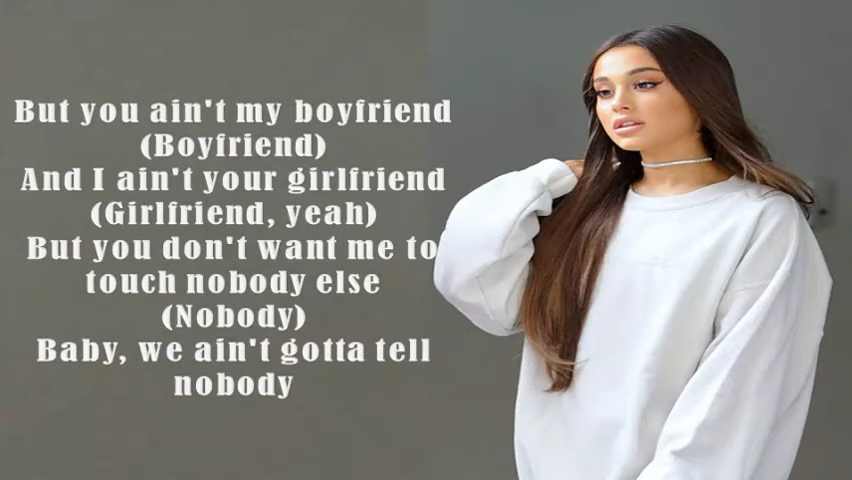 But you ain't my boyfriend
(Boyfriend)
And I ain't your girlfriend
(Girlfriend, yeah)
But you don't want me to
touch nobody else
(Nobody)
Baby, we ain't gotta tell
nobody